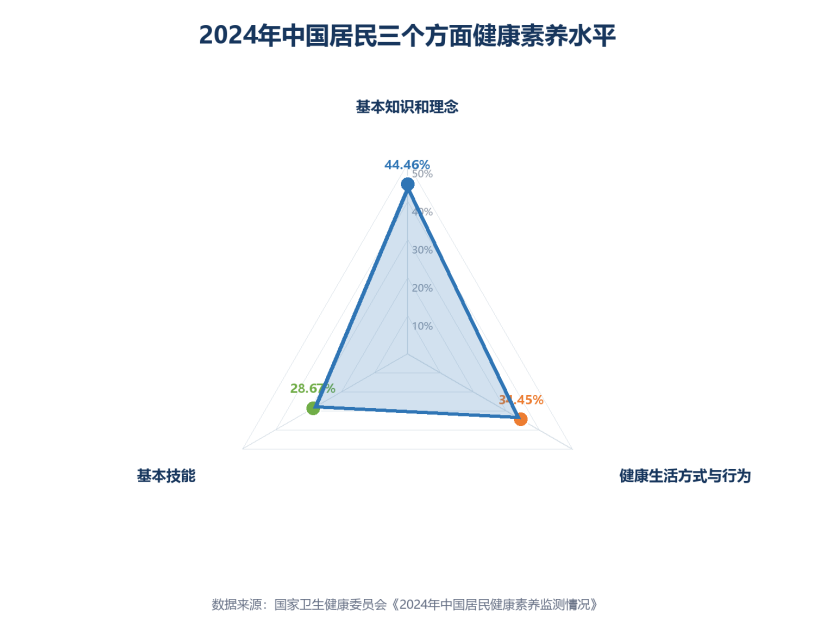 2024年中国居民三个方面健康素养水平
基本知识和理念
44.46%
50%
40%
30%
20%
10%
28.67%
34.45%
基本技能
健康生活方式与行为
数据来源：国家卫生健康委员会《2024年中国居民健康素养监测情况》